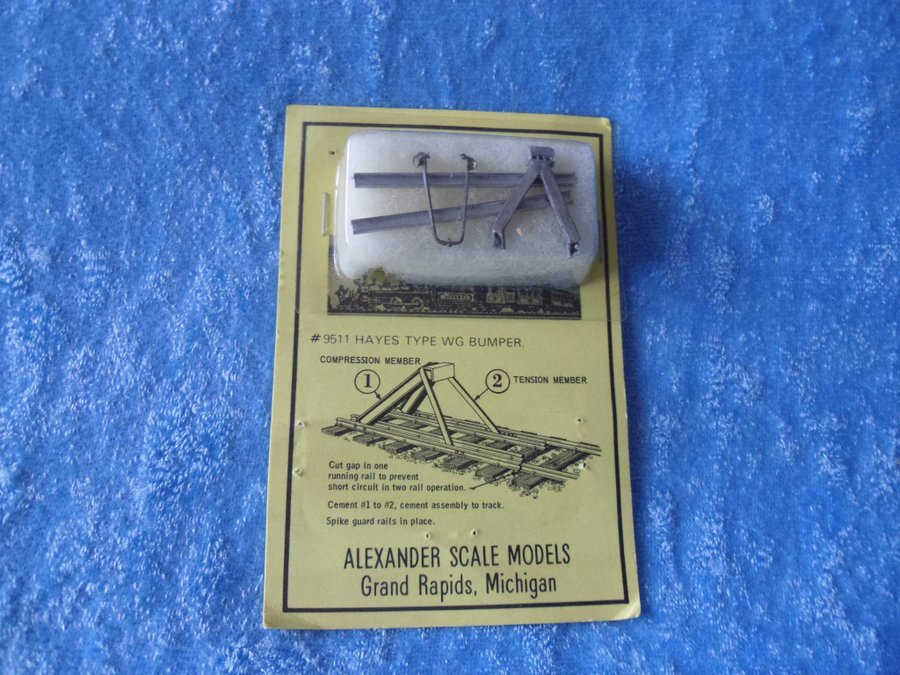 #9511 HAYES TYPE WG BUMPER.
COMPRESSION MEMBER
1
2
TENSION MEMBER
Cut gap in one
running rail to prevent
short circuit in two rail operation.
Cement #1 to #2, cement assembly to track.
Spike guard rails in place.
ALEXANDER SCALE MODELS
Grand Rapids, Michigan